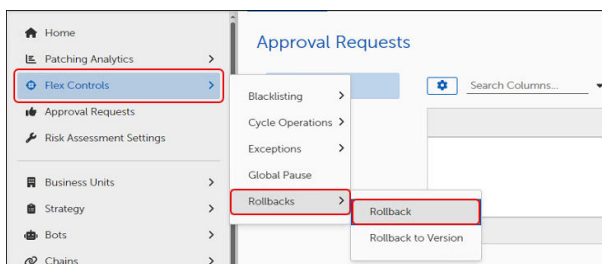 Home
Patching Analytics
Flex Controls
Approval Requests
Risk Assessment Settings
Business Units
Strategy
Bots
Chains
Approval Requests
Search Columns...
Blacklisting
Cycle Operations
Exceptions
Global Pause
Rollbacks
Rollback
Rollback to Version